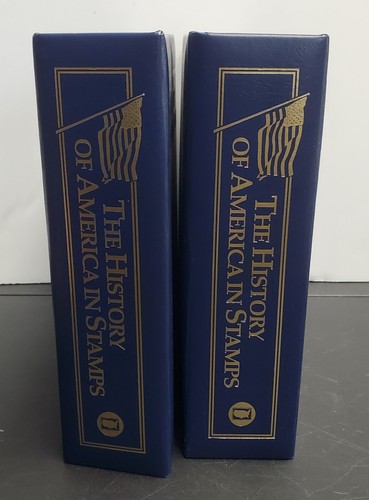 THE HISTORY
OF AMERICA IN STAMPS
THE HISTORY
OF AMERICA IN STAMPS